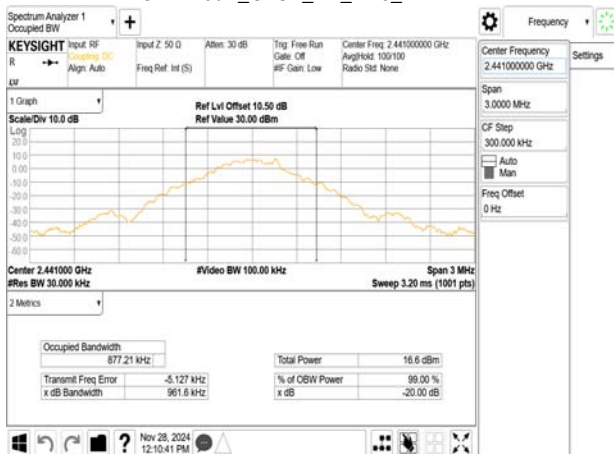 Spectrum Analyzer 1
Occupied BW
+
Frequency
KEYSIGHT
Input: RF
Coupling: DC
Align: Auto
Input Z: 50 Ω
Freq Ref: Int (S)
Atten: 30 dB
Trig: Free Run
Gate: Off
#IF Gain: Low
Center Freq: 2.441000000 GHz
Avg|Hold: 100/100
Radio Std: None
R
Center Frequency
2.441000000 GHz
Settings
Span
3.0000 MHz
CF Step
300.000 kHz
Auto
Man
Freq Offset
0 Hz
1 Graph
Scale/Div 10.0 dB
Ref Lvl Offset 10.50 dB
Ref Value 30.00 dBm
Log
20.0
10.0
0.00
-10.0
-20.0
-30.0
-40.0
-50.0
-60.0
Center 2.441000 GHz
#Video BW 100.00 kHz
Span 3 MHz
#Res BW 30.000 kHz
Sweep 3.20 ms (1001 pts)
2 Metrics
Occupied Bandwidth
877.21 kHz
Total Power 16.6 dBm
Transmit Freq Error -5.127 kHz
% of OBW Power 99.00 %
x dB Bandwidth 961.6 kHz
x dB -20.00 dB
?
Nov 28, 2024
12:10:41 PM